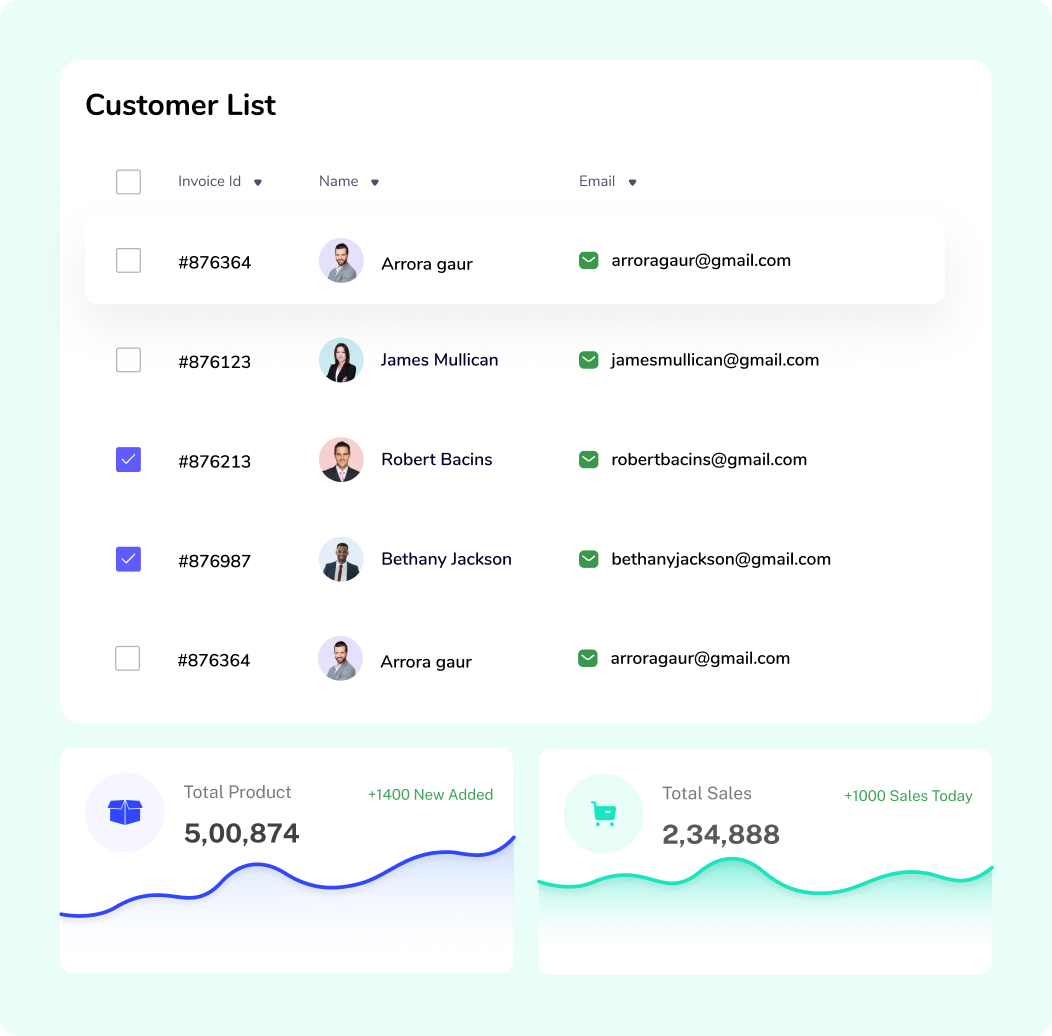 Customer List
Invoice Id Name Email
#876364 Arrora gaur arroragaur@gmail.com
#876123 James Mullican jamesmullican@gmail.com
#876213 Robert Bacins robertbacins@gmail.com
#876987 Bethany Jackson bethanyjackson@gmail.com
#876364 Arrora gaur arroragaur@gmail.com
Total Product +1400 New Added
5,00,874
Total Sales +1000 Sales Today
2,34,888